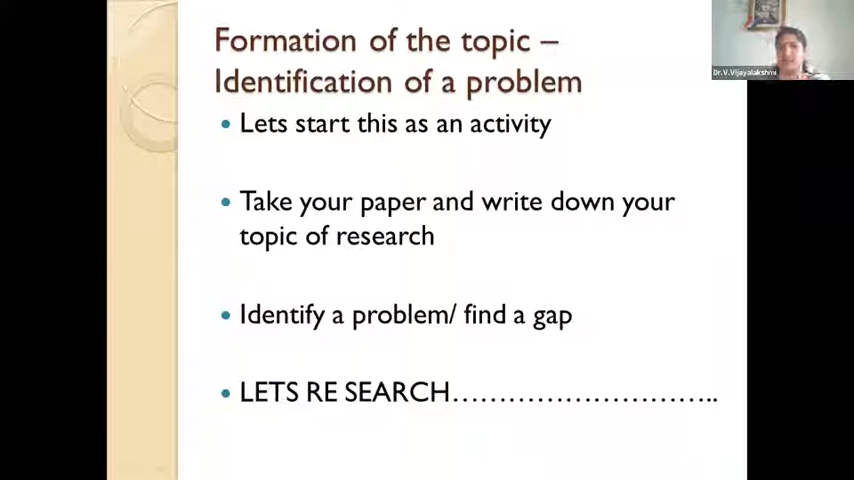 Formation of the topic –
Identification of a problem
Lets start this as an activity
Take your paper and write down your
topic of research
Identify a problem/ find a gap
LETS RE SEARCH…………………………..
Dr.V.Vijayalakshmi